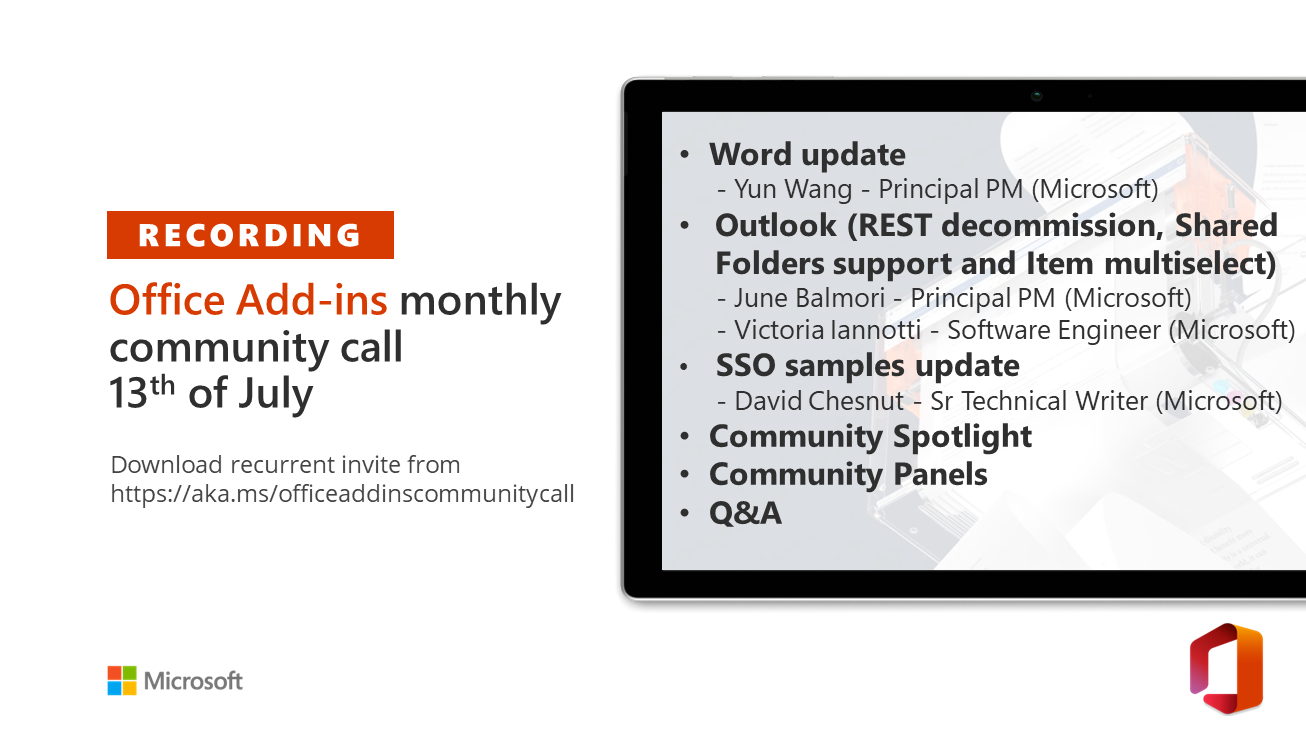 RECORDING
Office Add-ins monthly
community call
13th of July
Download recurrent invite from
https://aka.ms/officeaddinscommunitycall
Microsoft
• Word update
- Yun Wang - Principal PM (Microsoft)
• Outlook (REST decommission, Shared
Folders support and Item multiselect)
- June Balmori - Principal PM (Microsoft)
- Victoria Iannotti - Software Engineer (Microsoft)
• SSO samples update
- David Chesnut - Sr Technical Writer (Microsoft)
• Community Spotlight
• Community Panels
• Q&A